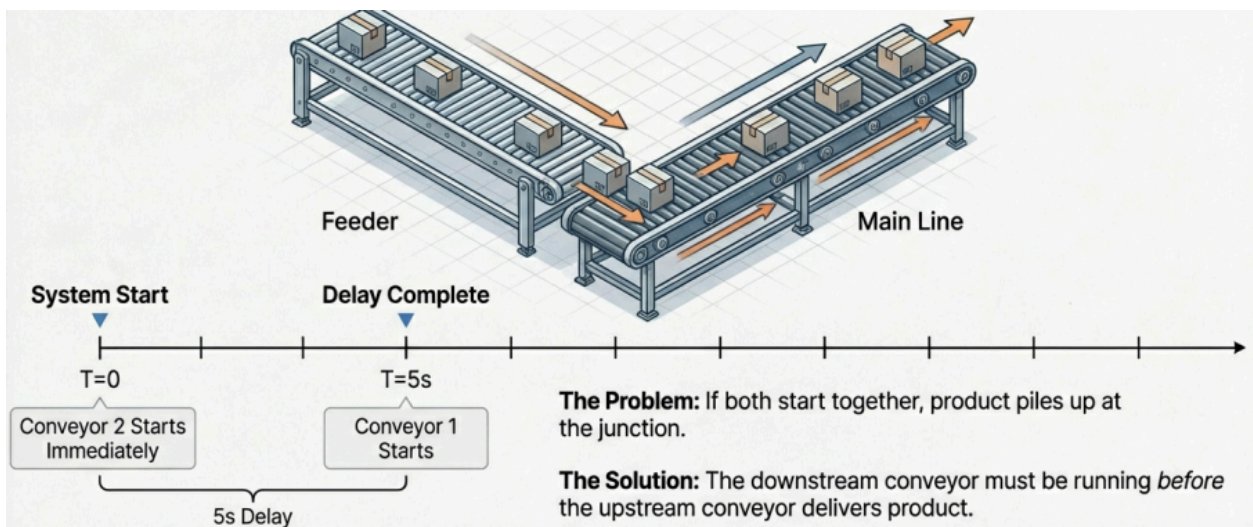 Feeder
Main Line
System Start
Delay Complete
T=0
T=5s
Conveyor 2 Starts
Immediately
Conveyor 1
Starts
5s Delay
The Problem: If both start together, product piles up at
the junction.
The Solution: The downstream conveyor must be running before
the upstream conveyor delivers product.